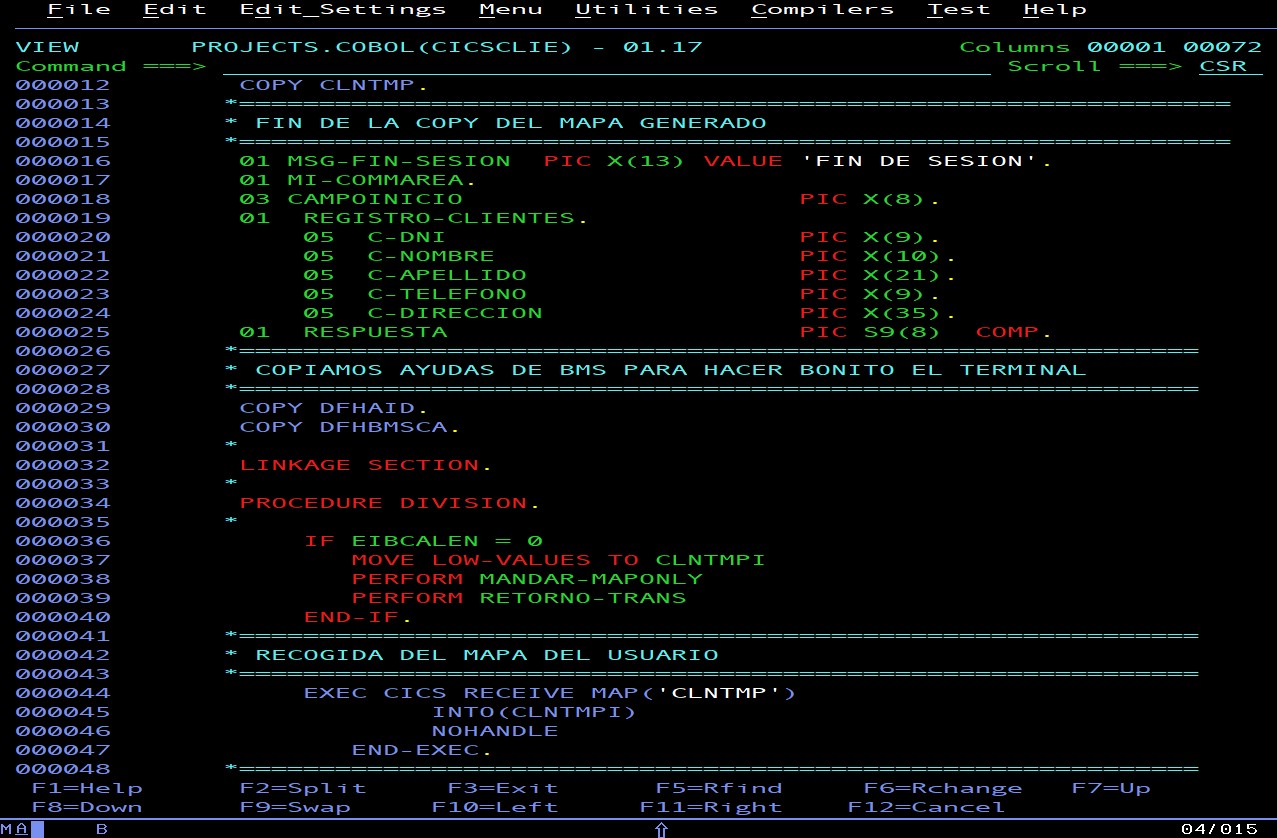 File  Edit  Edit_Settings  Menu  Utilities  Compilers  Test  Help
VIEW       PROJECTS.COBOL(CICSCLIE) - 01.17                Columns 00001 00072
Command ===>                                                  Scroll ===> CSR
000012         COPY CLNTMP.
000013        *==============================================================
000014        * FIN DE LA COPY DEL MAPA GENERADO
000015        *==============================================================
000016         01 MSG-FIN-SESION  PIC X(13) VALUE 'FIN DE SESION'.
000017         01 MI-COMMAREA.
000018         03 CAMPOINICIO                     PIC X(8).
000019         01  REGISTRO-CLIENTES.
000020             05  C-DNI                      PIC X(9).
000021             05  C-NOMBRE                   PIC X(10).
000022             05  C-APELLIDO                 PIC X(21).
000023             05  C-TELEFONO                 PIC X(9).
000024             05  C-DIRECCION                PIC X(35).
000025         01  RESPUESTA                      PIC S9(8)  COMP.
000026        *============================================================
000027        * COPIAMOS AYUDAS DE BMS PARA HACER BONITO EL TERMINAL
000028        *============================================================
000029         COPY DFHAID.
000030         COPY DFHBMSCA.
000031        *
000032         LINKAGE SECTION.
000033        *
000034         PROCEDURE DIVISION.
000035        *
000036             IF EIBCALEN = 0
000037                MOVE LOW-VALUES TO CLNTMPI
000038                PERFORM MANDAR-MAPONLY
000039                PERFORM RETORNO-TRANS
000040             END-IF.
000041        *============================================================
000042        * RECOGIDA DEL MAPA DEL USUARIO
000043        *============================================================
000044             EXEC CICS RECEIVE MAP('CLNTMP')
000045                     INTO(CLNTMPI)
000046                     NOHANDLE
000047                END-EXEC.
000048        *============================================================
F1=Help      F2=Split     F3=Exit      F5=Rfind     F6=Rchange   F7=Up
F8=Down      F9=Swap     F10=Left     F11=Right    F12=Cancel
MA    B    ⇧    04/015